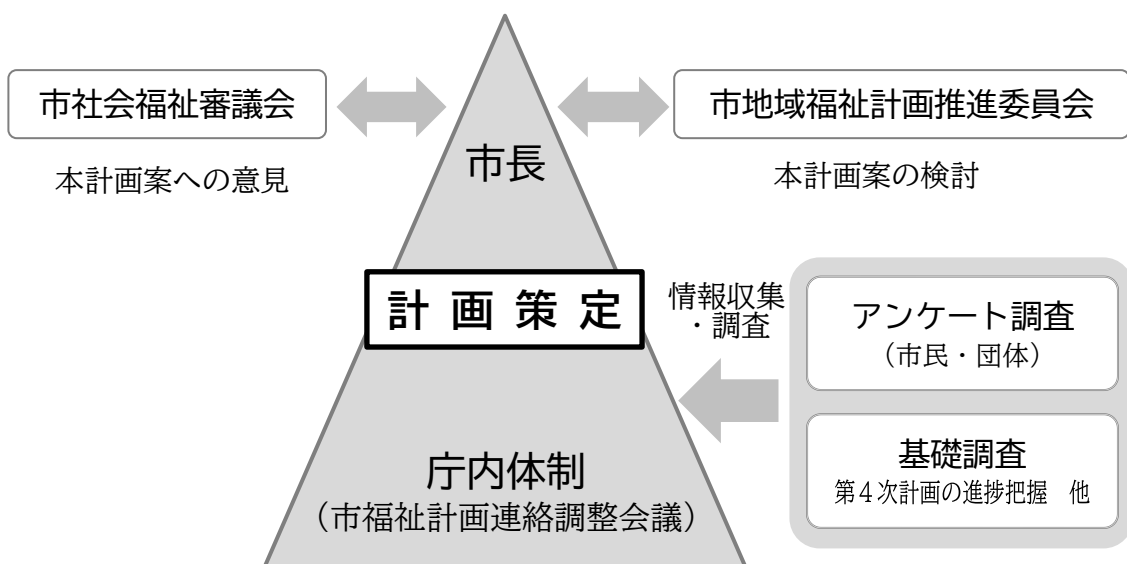 市社会福祉審議会
本計画案への意見
市地域福祉計画推進委員会
本計画案の検討
市長
計画策定
情報収集
・調査
アンケート調査
（市民・団体）
基礎調査
第４次計画の進捗把握　他
庁内体制
（市福祉計画連絡調整会議）